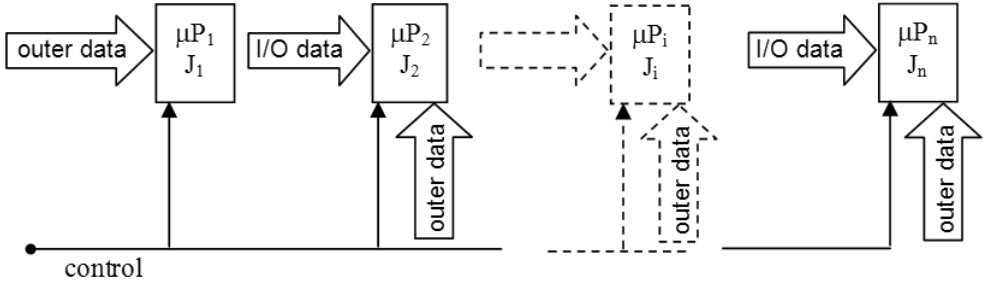 outer data
μP₁
J₁
I/O data
μP₂
J₂
outer data
μPᵢ
Jᵢ
outer data
I/O data
μPₙ
Jₙ
outer data
control